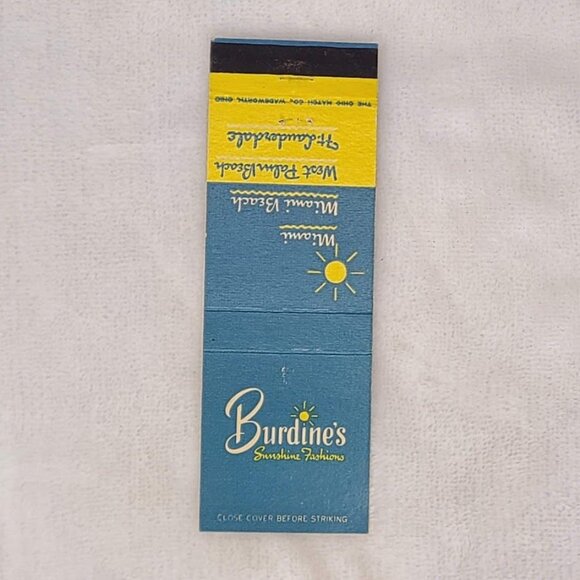 THE OHIO MATCH CO., WADSWORTH, OHIO
Ft. Lauderdale
West Palm Beach
Miami Beach
Miami
Burdine's
Sunshine Fashions
CLOSE COVER BEFORE STRIKING